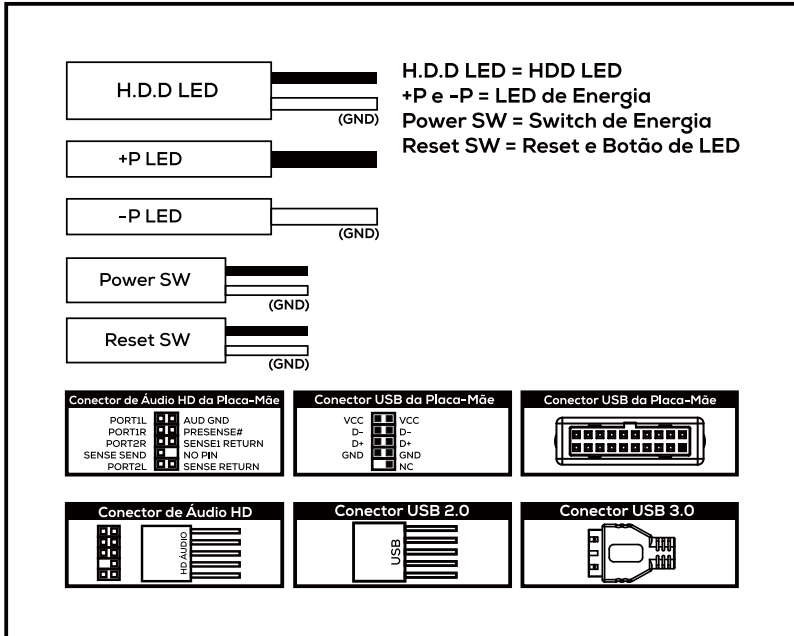 H.D.D LED
(GND)
+P LED
-P LED
(GND)
Power SW
(GND)
Reset SW
(GND)
H.D.D LED = HDD LED
+P e -P = LED de Energia
Power SW = Switch de Energia
Reset SW = Reset e Botão de LED
Conector de Áudio HD da Placa-Mãe
PORT1L AUD GND
PORT1R PRESENSE#
PORT2R SENSE1 RETURN
SENSE SEND NO PIN
PORT2L SENSE RETURN
Conector USB da Placa-Mãe
VCC VCC
D- D-
D+ D+
GND GND
NC
Conector USB da Placa-Mãe
Conector de Áudio HD
HD ÁUDIO
Conector USB 2.0
USB
Conector USB 3.0